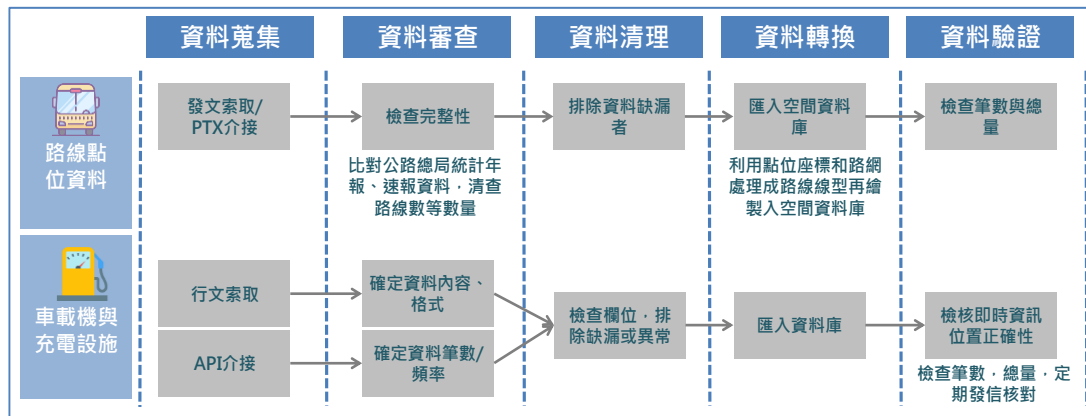 資料蒐集
資料審查
資料清理
資料轉換
資料驗證
路線點
位資料
發文索取/
PTX介接
檢查完整性
比對公路總局統計年
報、速報資料，清查
路線數等數量
排除資料缺漏
者
匯入空間資料
庫
利用點位座標和路網
處理成路線線型再繪
製入空間資料庫
檢查筆數與總
量
車載機與
充電設施
行文索取
API介接
確定資料內容、
格式
確定資料筆數/
頻率
檢查欄位，排
除缺漏或異常
匯入資料庫
檢核即時資訊
位置正確性
檢查筆數，總量，定
期發信核對